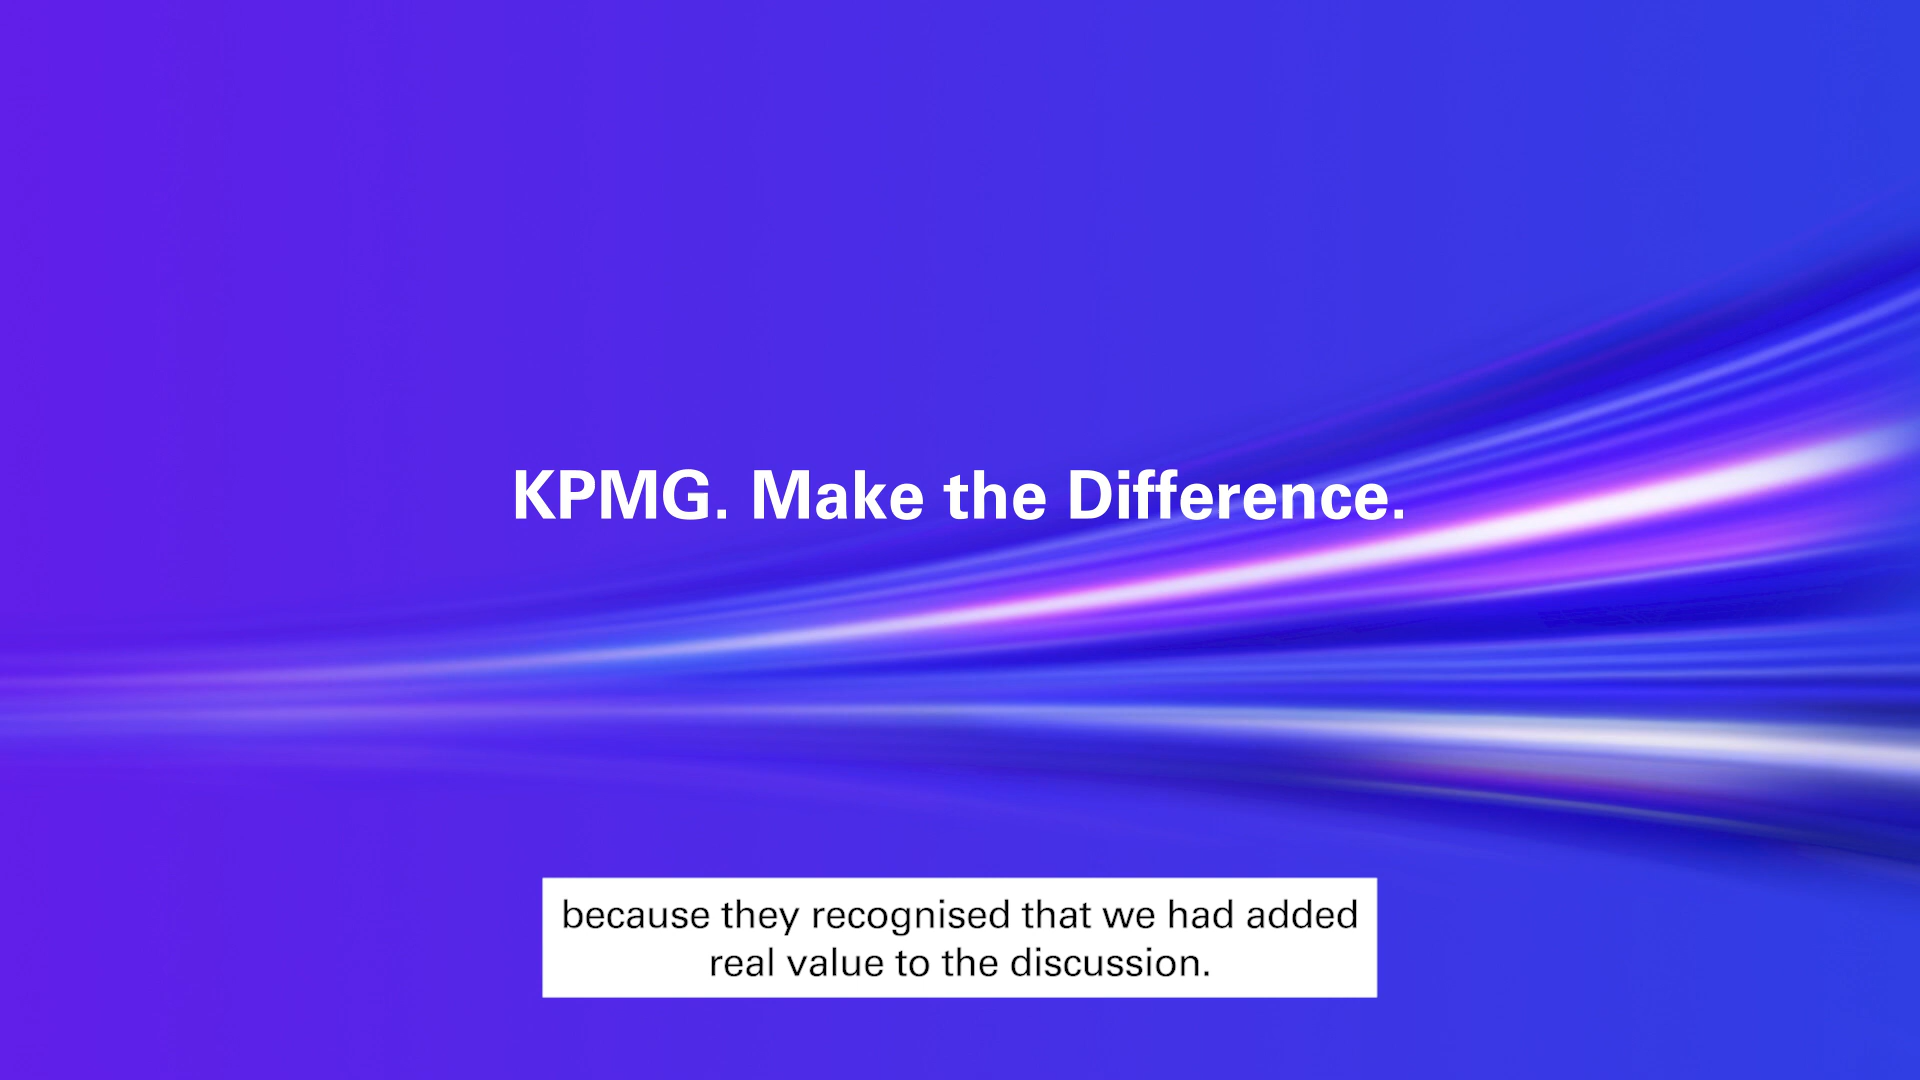 KPMG. Make the Difference.
because they recognised that we had added
real value to the discussion.